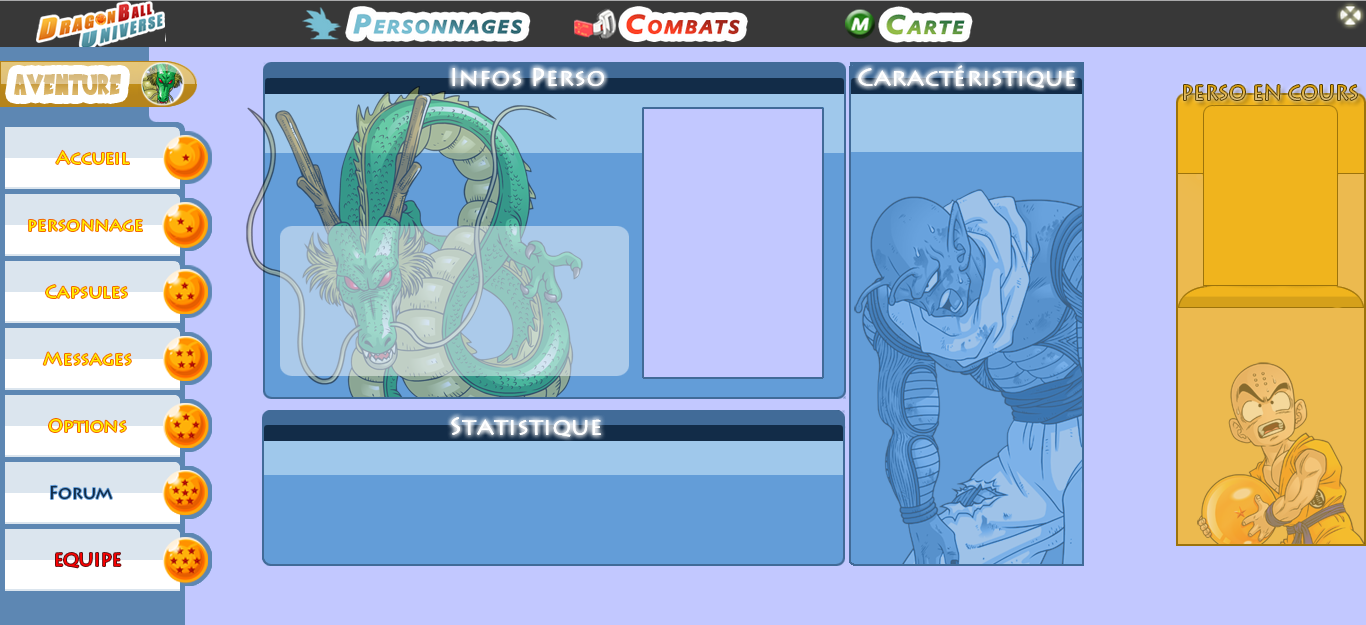 DRAGON BALL
UNIVERSE
PERSONNAGES
COMBATS
M CARTE
AVENTURE
ACCUEIL
PERSONNAGE
CAPSULES
MESSAGES
OPTIONS
FORUM
EQUIPE
INFOS PERSO
STATISTIQUE
CARACTÉRISTIQUE
PERSO EN COURS